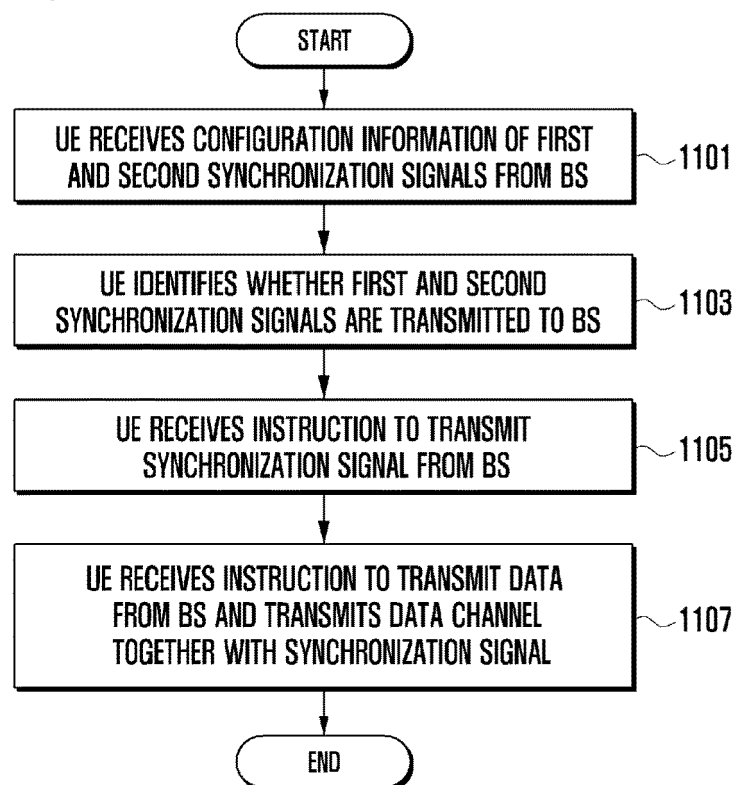 START
UE RECEIVES CONFIGURATION INFORMATION OF FIRST
AND SECOND SYNCHRONIZATION SIGNALS FROM BS
1101
UE IDENTIFIES WHETHER FIRST AND SECOND
SYNCHRONIZATION SIGNALS ARE TRANSMITTED TO BS
1103
UE RECEIVES INSTRUCTION TO TRANSMIT
SYNCHRONIZATION SIGNAL FROM BS
1105
UE RECEIVES INSTRUCTION TO TRANSMIT DATA
FROM BS AND TRANSMITS DATA CHANNEL
TOGETHER WITH SYNCHRONIZATION SIGNAL
1107
END